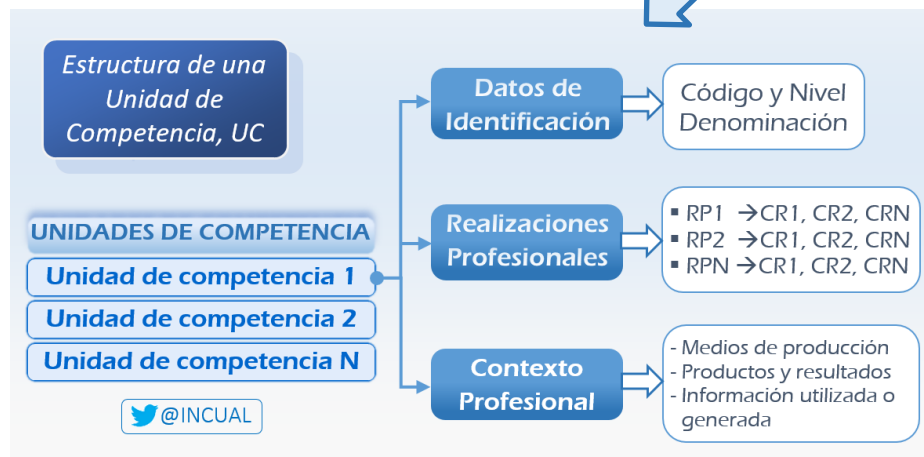 Estructura de una
Unidad de
Competencia, UC
UNIDADES DE COMPETENCIA
Unidad de competencia 1
Unidad de competencia 2
Unidad de competencia N
@INCUAL
Datos de
Identificación
Código y Nivel
Denominación
Realizaciones
Profesionales
▪ RP1 →CR1, CR2, CRN
▪ RP2 →CR1, CR2, CRN
▪ RPN →CR1, CR2, CRN
Contexto
Profesional
- Medios de producción
- Productos y resultados
- Información utilizada o
generada